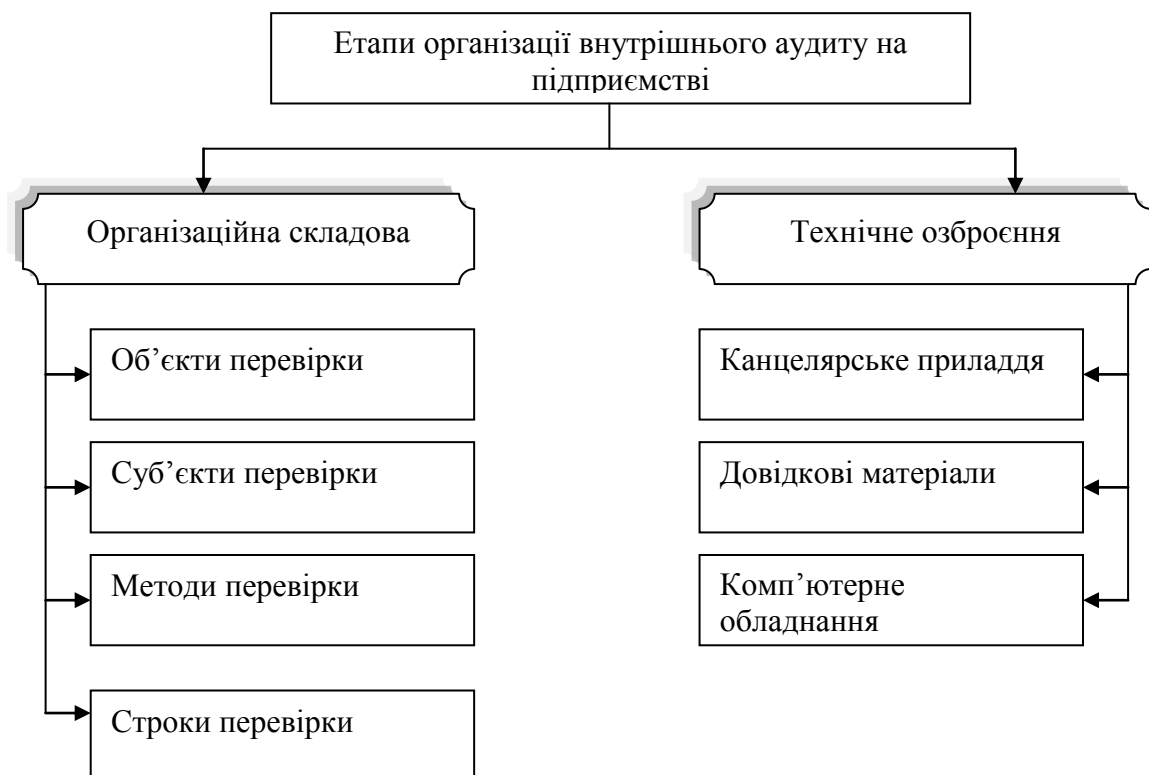 Етапи організації внутрішнього аудиту на
підприємстві
Організаційна складова
Технічне озброєння
Об’єкти перевірки
Суб’єкти перевірки
Методи перевірки
Строки перевірки
Канцелярське приладдя
Довідкові матеріали
Комп’ютерне
обладнання